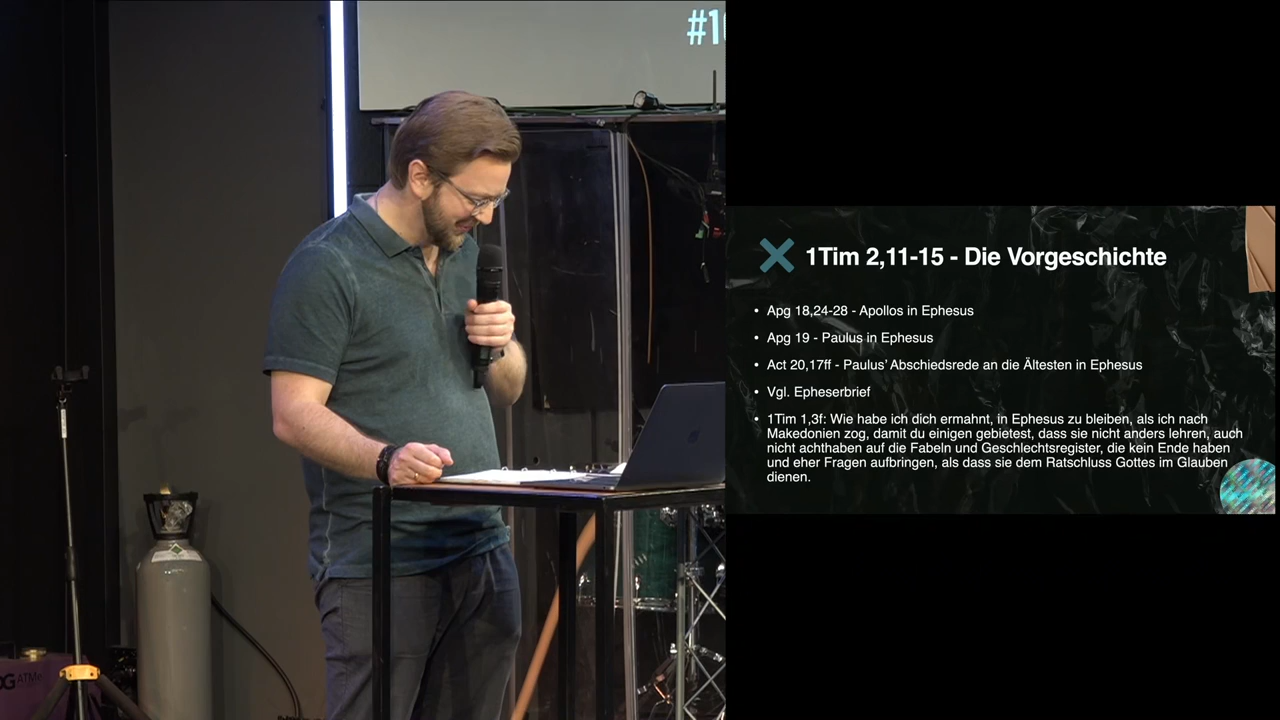 #1
1Tim 2,11-15 - Die Vorgeschichte
• Apg 18,24-28 - Apollos in Ephesus
• Apg 19 - Paulus in Ephesus
• Act 20,17ff - Paulus’ Abschiedsrede an die Ältesten in Ephesus
• Vgl. Epheserbrief
• 1Tim 1,3f: Wie habe ich dich ermahnt, in Ephesus zu bleiben, als ich nach
Makedonien zog, damit du einigen gebietest, dass sie nicht anders lehren, auch
nicht achthaben auf die Fabeln und Geschlechtsregister, die kein Ende haben
und eher Fragen aufbringen, als dass sie dem Ratschluss Gottes im Glauben
dienen.